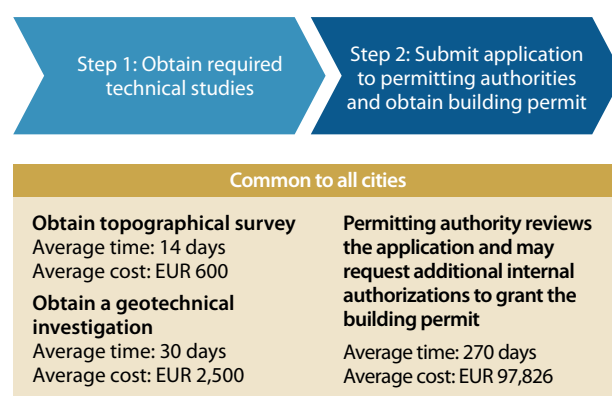 Step 1: Obtain required
technical studies
Step 2: Submit application
to permitting authorities
and obtain building permit
Common to all cities
Obtain topographical survey
Average time: 14 days
Average cost: EUR 600
Obtain a geotechnical
investigation
Average time: 30 days
Average cost: EUR 2,500
Permitting authority reviews
the application and may
request additional internal
authorizations to grant the
building permit
Average time: 270 days
Average cost: EUR 97,826